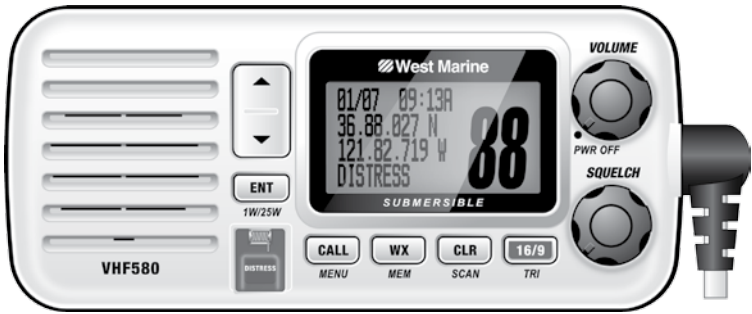 West Marine
01/07 09:13A
36.88.027 N
121.82.719 W
DISTRESS
88
SUBMERSIBLE
VOLUME
PWR OFF
SQUELCH
ENT
1W/25W
DISTRESS
VHF580
CALL
MENU
WX
MEM
CLR
SCAN
16/9
TRI